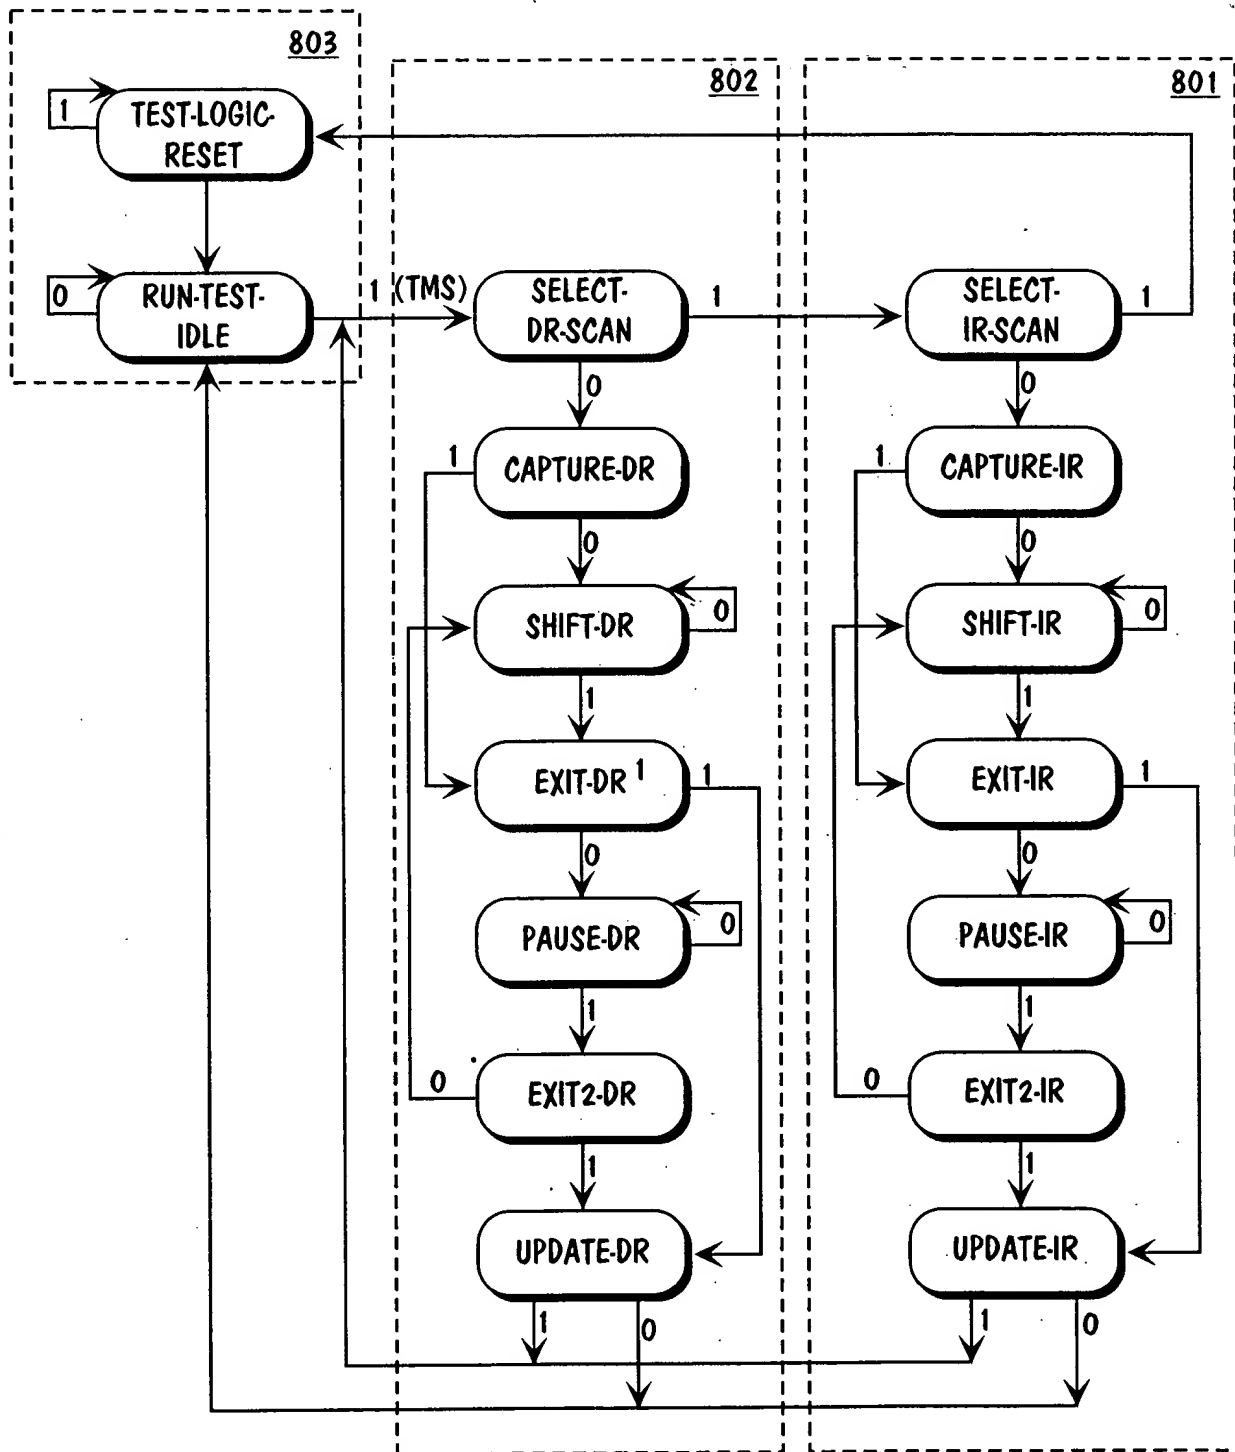 803
802
801
1
TEST-LOGIC-
RESET
0
RUN-TEST-
IDLE
1 (TMS)
SELECT-
DR-SCAN
1
SELECT-
IR-SCAN
1
0
0
1
CAPTURE-DR
1
CAPTURE-IR
0
0
SHIFT-DR
0
SHIFT-IR
0
1
1
EXIT-DR 1
1
EXIT-IR
1
0
0
PAUSE-DR
0
PAUSE-IR
0
1
1
0
EXIT2-DR
0
EXIT2-IR
1
1
UPDATE-DR
UPDATE-IR
1
0
1
0